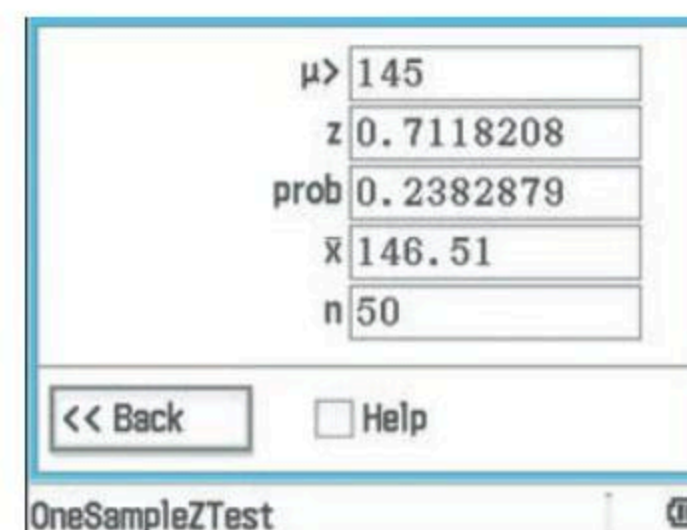 μ> 145
z 0.7118208
prob 0.2382879
x̄ 146.51
n 50
<< Back Help
OneSampleZTest